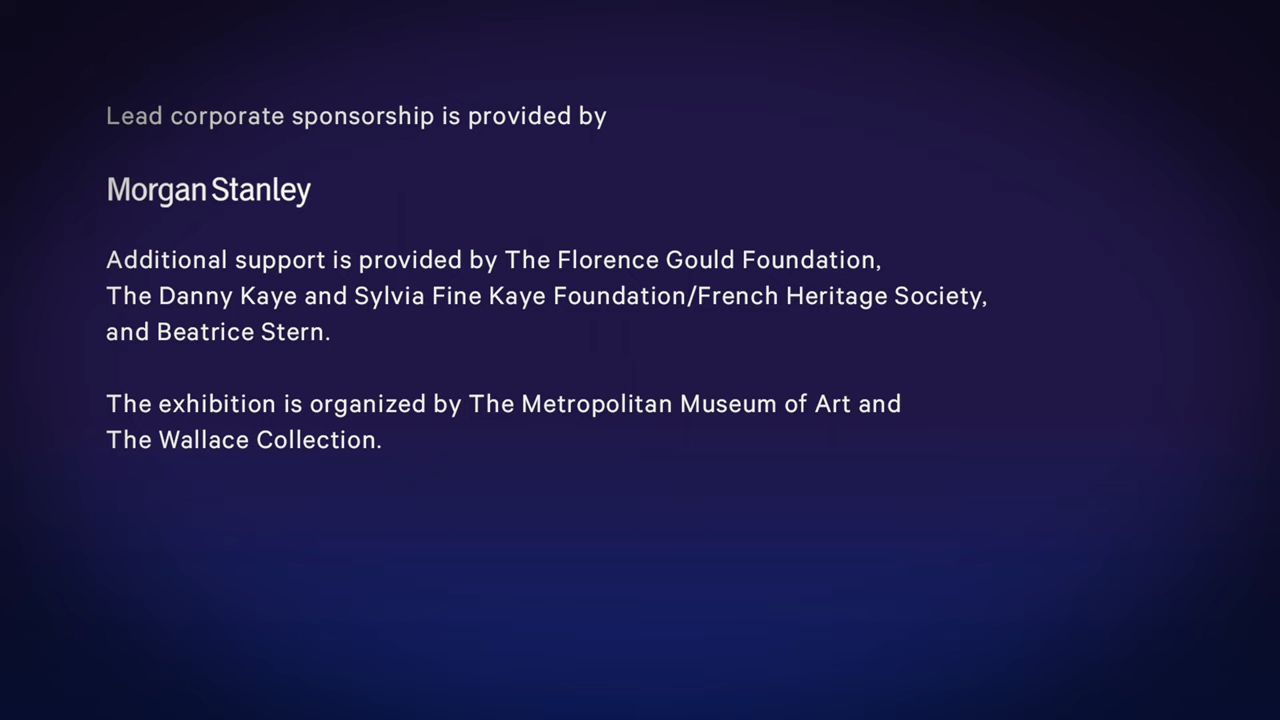 Lead corporate sponsorship is provided by
Morgan Stanley
Additional support is provided by The Florence Gould Foundation,
The Danny Kaye and Sylvia Fine Kaye Foundation/French Heritage Society,
and Beatrice Stern.
The exhibition is organized by The Metropolitan Museum of Art and
The Wallace Collection.